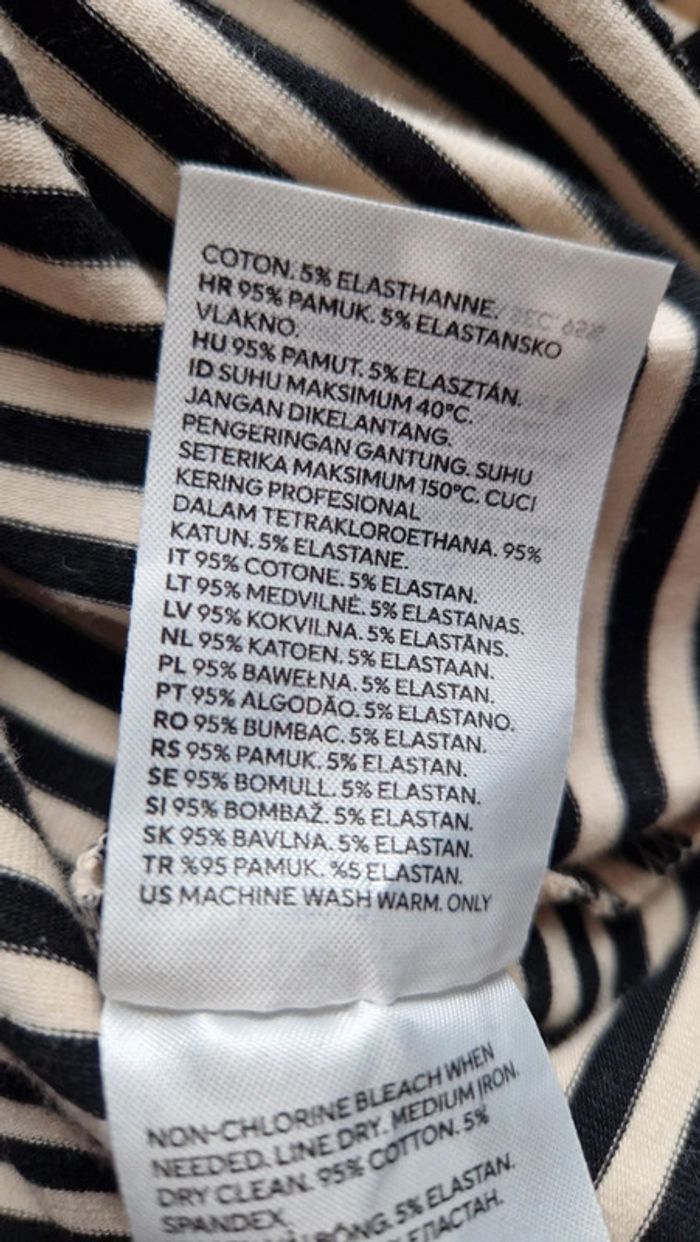 COTON. 5% ELASTHANNE.
HR 95% PAMUK. 5% ELASTANSKO
VLAKNO.
HU 95% PAMUT. 5% ELASZTÁN.
ID SUHU MAKSIMUM 40°C.
JANGAN DIKELANTANG.
PENGERINGAN GANTUNG. SUHU
SETERIKA MAKSIMUM 150°C. CUCI
KERING PROFESIONAL
DALAM TETRAKLOROETHANA. 95%
KATUN. 5% ELASTANE.
IT 95% COTONE. 5% ELASTAN.
LT 95% MEDVILNĖ. 5% ELASTANAS.
LV 95% KOKVILNA. 5% ELASTĀNS.
NL 95% KATOEN. 5% ELASTAAN.
PL 95% BAWEŁNA. 5% ELASTAN.
PT 95% ALGODÃO. 5% ELASTANO.
RO 95% BUMBAC. 5% ELASTAN.
RS 95% PAMUK. 5% ELASTAN.
SE 95% BOMULL. 5% ELASTAN.
SI 95% BOMBAŽ. 5% ELASTAN.
SK 95% BAVLNA. 5% ELASTAN.
TR %95 PAMUK. %5 ELASTAN.
US MACHINE WASH WARM. ONLY
NON-CHLORINE BLEACH WHEN
NEEDED. LINE DRY. MEDIUM IRON.
DRY CLEAN. 95% COTTON. 5%
SPANDEX
5% ELASTAN.